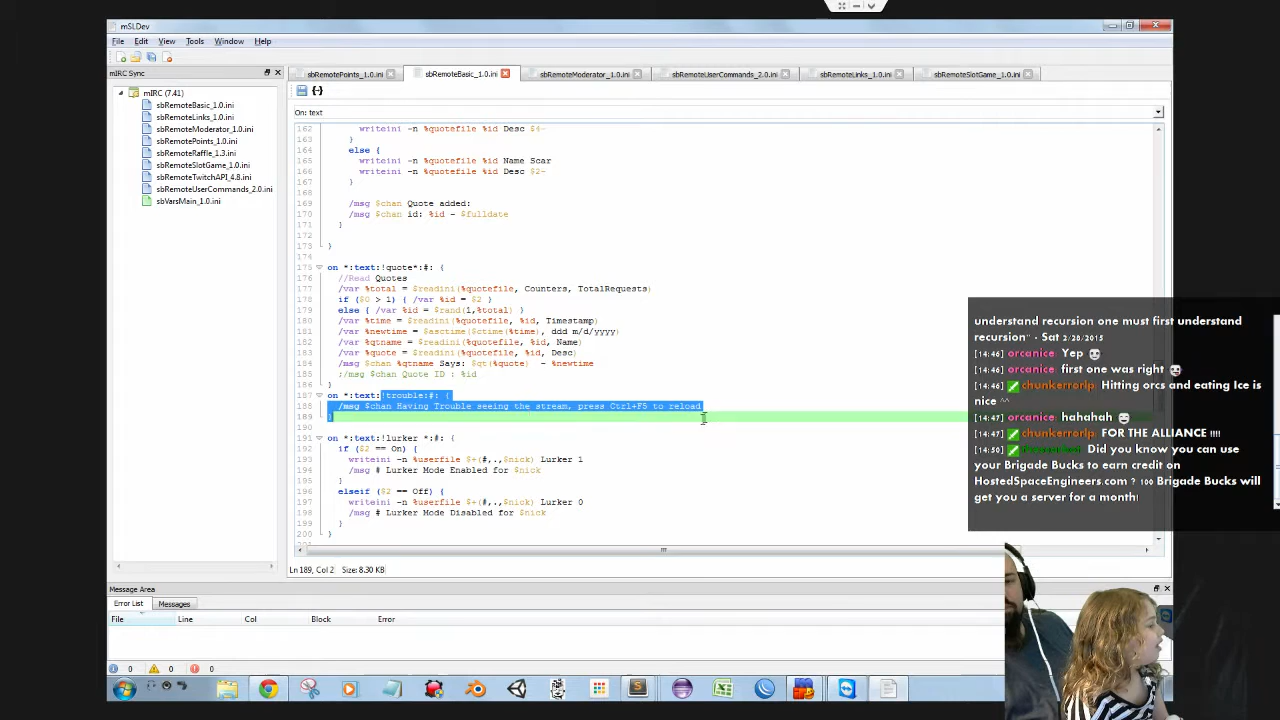 mSLDev
File Edit View Tools Window Help
mIRC Sync
mIRC (7.41)
sbRemoteBasic_1.0.ini
sbRemoteLinks_1.0.ini
sbRemoteModerator_1.0.ini
sbRemotePoints_1.0.ini
sbRemoteRaffle_1.3.ini
sbRemoteSlotGame_1.0.ini
sbRemoteTwitchAPI_4.8.ini
sbRemoteUserCommands_2.0.ini
sbVarsMain_1.0.ini
sbRemotePoints_1.0.ini sbRemoteBasic_1.0.ini sbRemoteModerator_1.0.ini sbRemoteUserCommands_2.0.ini sbRemoteLinks_1.0.ini sbRemoteSlotGame_1.0.ini
On: text
162 writeini -n %quotefile %id Desc $4-
163 }
164 else {
165 writeini -n %quotefile %id Name Scar
166 writeini -n %quotefile %id Desc $2-
167 }
168
169 /msg $chan Quote added:
170 /msg $chan id: %id - $fulldate
171 }
172
173 }
174
175 on *:text:!quote*:#: {
176 //Read Quotes
177 /var %total = $readini(%quotefile, Counters, TotalRequests)
178 if ($0 > 1) { /var %id = $2 }
179 else { /var %id = $rand(1,%total) }
180 /var %time = $readini(%quotefile, %id, Timestamp)
181 /var %newtime = $asctime($ctime(%time), ddd m/d/yyyy)
182 /var %qtname = $readini(%quotefile, %id, Name)
183 /var %quote = $readini(%quotefile, %id, Desc)
184 /msg $chan %qtname Says: $qt(%quote) - %newtime
185 ;/msg $chan Quote ID : %id
186 }
187 on *:text:!trouble:#: {
188 /msg $chan Having Trouble seeing the stream, press Ctrl+F5 to reload
189 }
190
191 on *:text:!lurker *:#: {
192 if ($2 == On) {
193 writeini -n %userfile $+(#,.,$nick) Lurker 1
194 /msg # Lurker Mode Enabled for $nick
195 }
196 elseif ($2 == Off) {
197 writeini -n %userfile $+(#,.,$nick) Lurker 0
198 /msg # Lurker Mode Disabled for $nick
199 }
200 }
understand recursion one must first understand
recursion" - Sat 2/28/2015
[14:46] orcanice: Yep
[14:46] orcanice: first one was right
[14:46] chunkerrorlp: Hitting orcs and eating Ice is
nice ^^
[14:47] orcanice: hahahah
[14:47] chunkerrorlp: FOR THE ALLIANCE !!!!
[14:50] Did you know you can use
your Brigade Bucks to earn credit on
HostedSpaceEngineers.com ? 100 Brigade Bucks will
get you a server for a month!
Ln 189, Col 2 Size: 8.30 KB
Message Area
Error List Messages
File Line Col Block Error
0 0 0